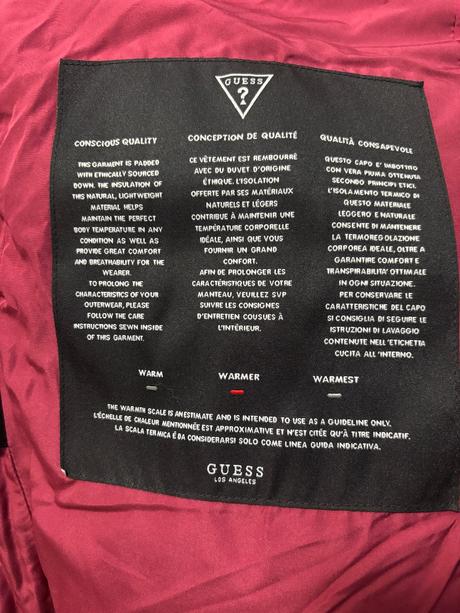 GUESS
?
CONSCIOUS QUALITY
THIS GARMENT IS PADDED
WITH ETHICALLY SOURCED
DOWN. THE INSULATION OF
THIS NATURAL, LIGHTWEIGHT
MATERIAL HELPS
MAINTAIN THE PERFECT
BODY TEMPERATURE IN ANY
CONDITION AS WELL AS
PROVIDE GREAT COMFORT
AND BREATHABILITY FOR THE
WEARER.
TO PROLONG THE
CHARACTERISTICS OF YOUR
OUTERWEAR, PLEASE
FOLLOW THE CARE
INSTRUCTIONS SEWN INSIDE
OF THIS GARMENT.
CONCEPTION DE QUALITÉ
CE VÊTEMENT EST REMBOURRÉ
AVEC DU DUVET D'ORIGINE
ÉTHIQUE. L'ISOLATION
OFFERTE PAR SES MATÉRIAUX
NATURELS ET LÉGERS
CONTRIBUE À MAINTENIR UNE
TEMPÉRATURE CORPORELLE
IDÉALE, AINSI QUE VOUS
FOURNIR UN GRAND
CONFORT.
AFIN DE PROLONGER LES
CARACTÉRISTIQUES DE VOTRE
MANTEAU, VEUILLEZ SVP
SUIVRE LES CONSIGNES
D'ENTRETIEN COUSUES À
L'INTÉRIEUR.
QUALITÀ CONSAPEVOLE
QUESTO CAPO E' IMBOTTITO
CON VERA PIUMA OTTENUTA
SECONDO PRINCIPI ETICI.
L'ISOLAMENTO TERMICO DI
QUESTO MATERIALE
LEGGERO E NATURALE
CONSENTE DI MANTENERE
LA TERMOREGOLAZIONE
CORPOREA IDEALE, OLTRE A
GARANTIRE COMFORT E
TRASPIRABILITA' OTTIMALE
IN OGNI SITUAZIONE.
PER CONSERVARE LE
CARATTERISTICHE DEL CAPO
SI CONSIGLIA DI SEGUIRE LE
ISTRUZIONI DI LAVAGGIO
CONTENUTE NELL'ETICHETTA
CUCITA ALL'INTERNO.
WARM WARMER WARMEST
THE WARMTH SCALE IS AN ESTIMATE AND IS INTENDED TO USE AS A GUIDELINE ONLY.
L'ÉCHELLE DE CHALEUR MENTIONNÉE EST APPROXIMATIVE ET N'EST CITÉE QU'À TITRE INDICATIF.
LA SCALA TERMICA É DA CONSIDERARSI SOLO COME LINEA GUIDA INDICATIVA.
GUESS
LOS ANGELES